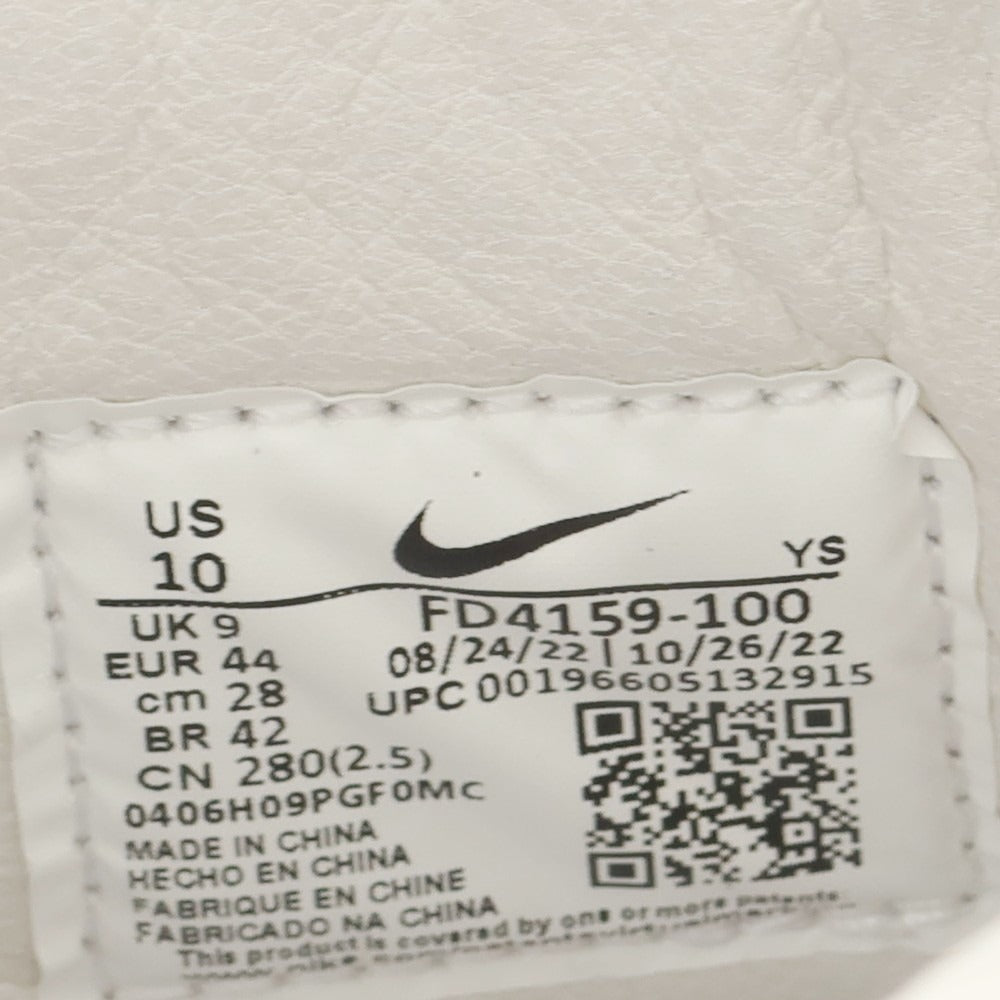 US
10
YS
UK 9
EUR 44
cm 28
BR 42
CN 280(2.5)
0406H09PGF0Mc
FD4159-100
08/24/22 | 10/26/22
UPC 00196605132915
MADE IN CHINA
HECHO EN CHINA
FABRIQUE EN CHINE
FABRICADO NA CHINA
This product is covered by one or more patents.